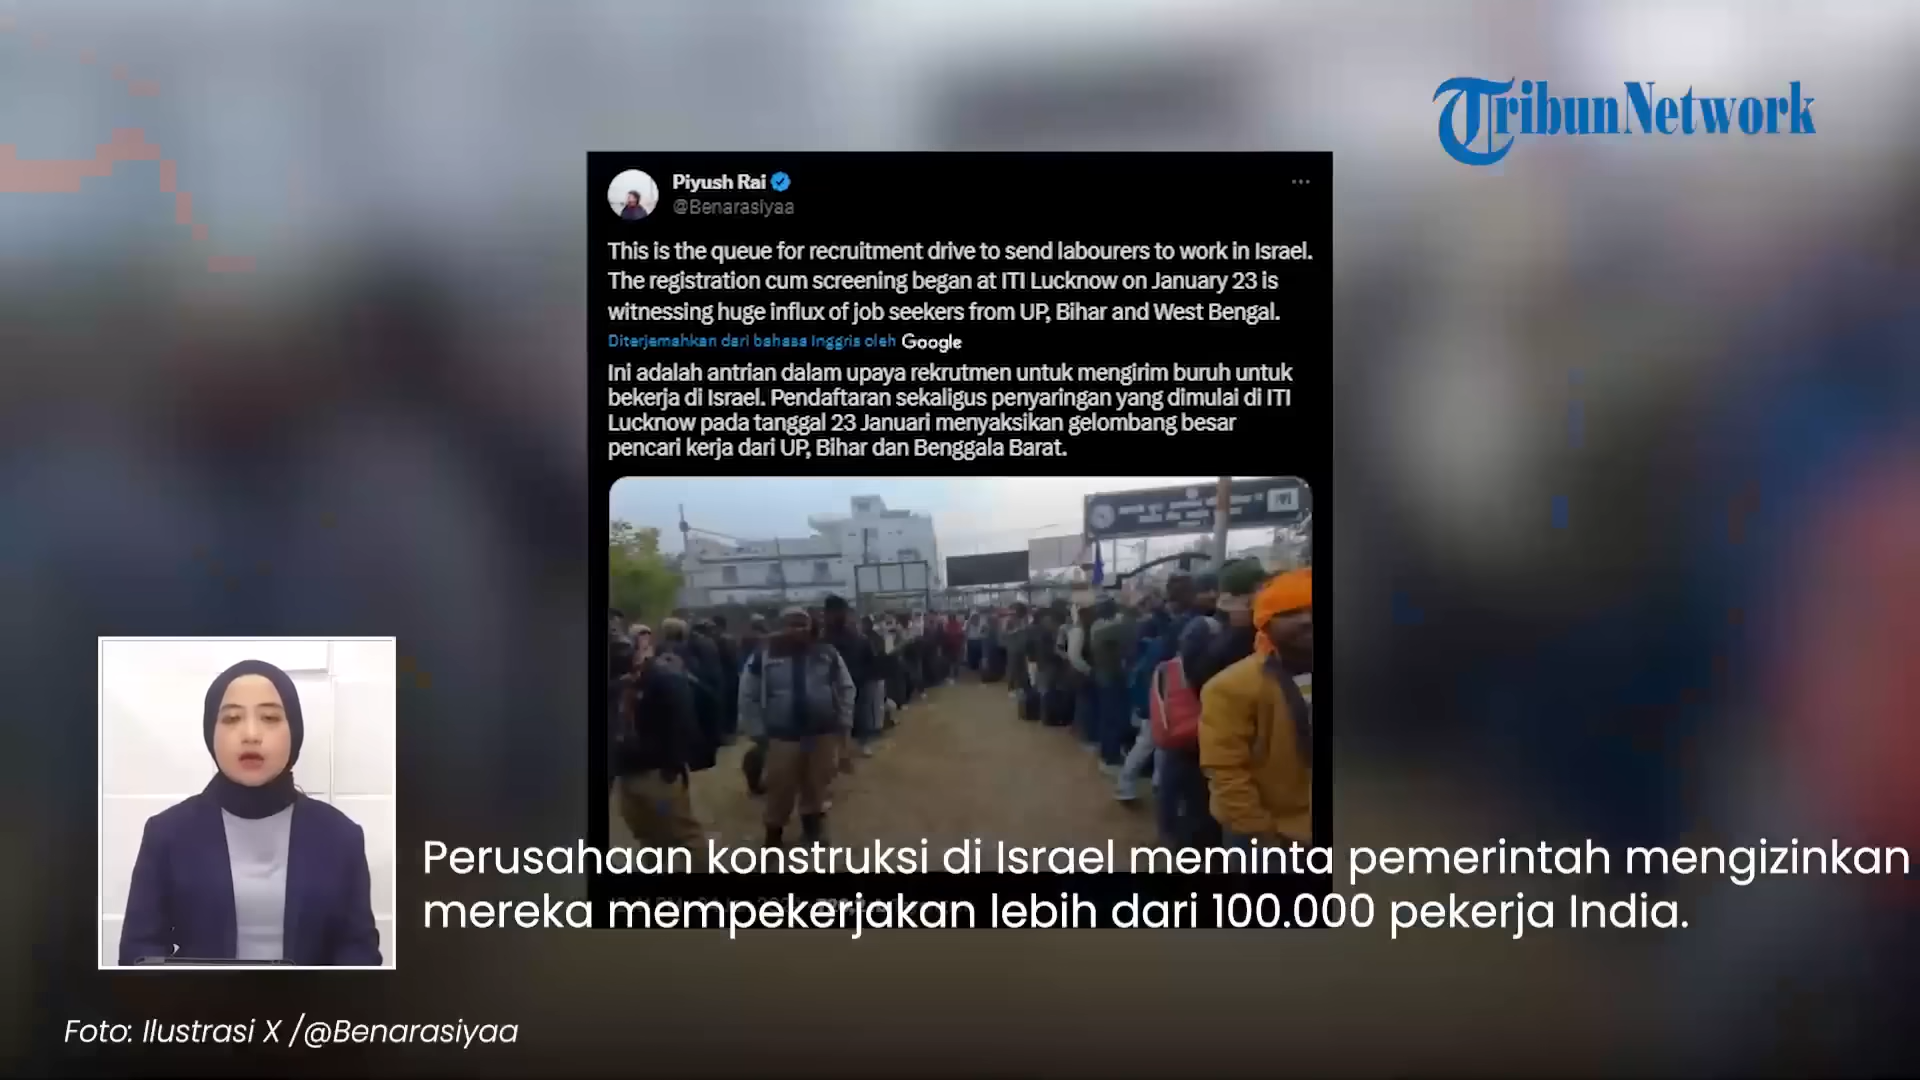 TribunNetwork
Piyush Rai
@Benarasiyaa
This is the queue for recruitment drive to send labourers to work in Israel.
The registration cum screening began at ITI Lucknow on January 23 is
witnessing huge influx of job seekers from UP, Bihar and West Bengal.
Diterjemahkan dari bahasa Inggris oleh Google
Ini adalah antrian dalam upaya rekrutmen untuk mengirim buruh untuk
bekerja di Israel. Pendaftaran sekaligus penyaringan yang dimulai di ITI
Lucknow pada tanggal 23 Januari menyaksikan gelombang besar
pencari kerja dari UP, Bihar dan Benggala Barat.
Perusahaan konstruksi di Israel meminta pemerintah mengizinkan
mereka mempekerjakan lebih dari 100.000 pekerja India.
Foto: Ilustrasi X /@Benarasiyaa